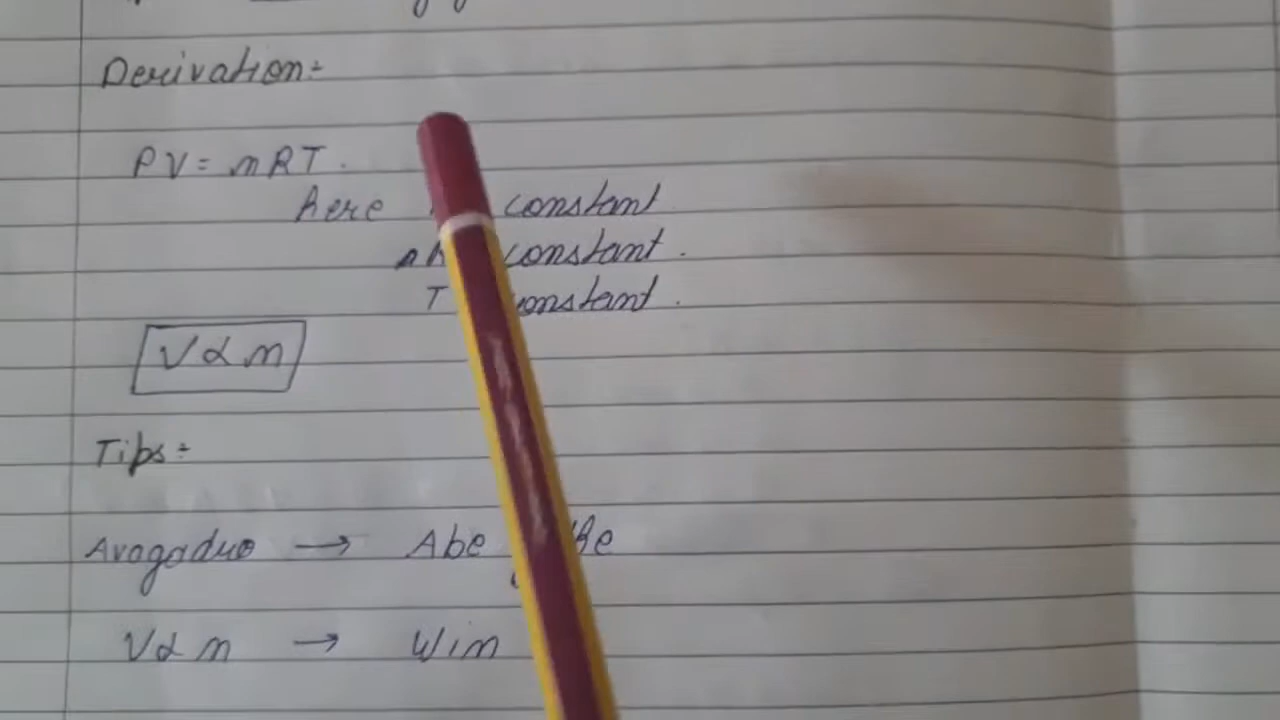 Derivation:-
PV = nRT.
here constant
constant.
T constant.
V α n
Tips:-
Avogadro → Abe
V α n → Win